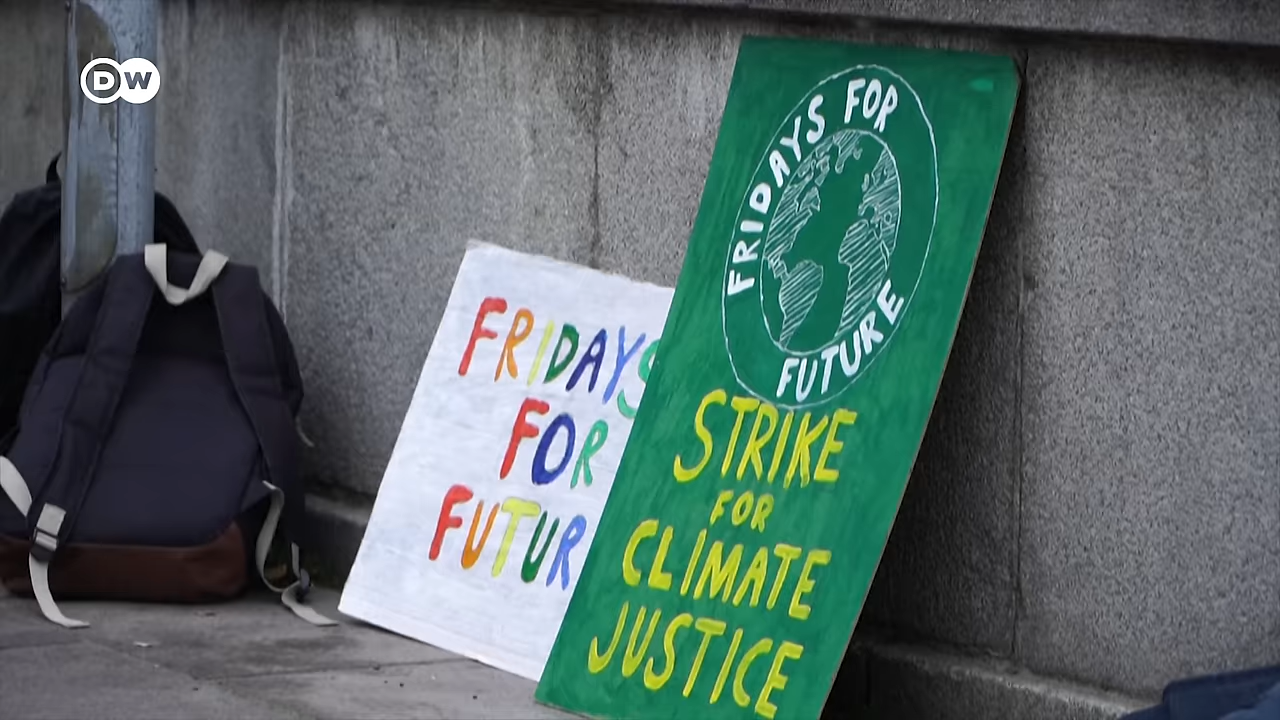 DW
FRIDAYS
FOR
FUTUR
FRIDAYS FOR
FUTURE
STRIKE
FOR
CLIMATE
JUSTICE